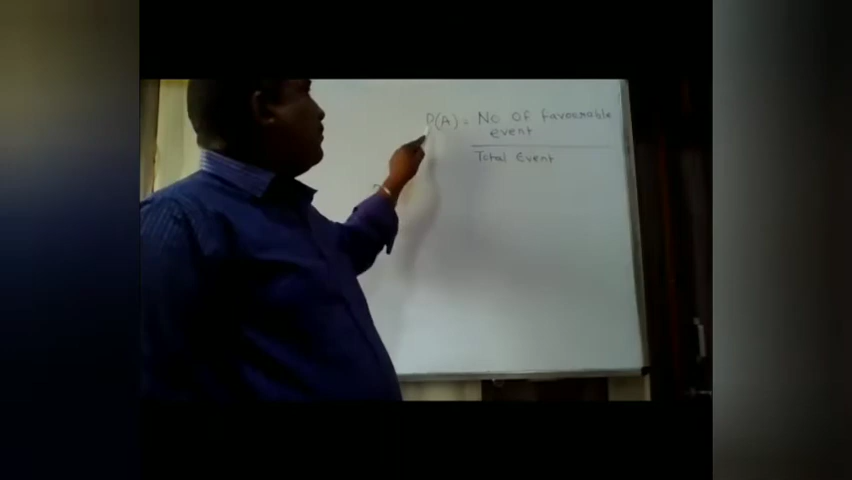 P(A) = No of favourable
event
Total Event